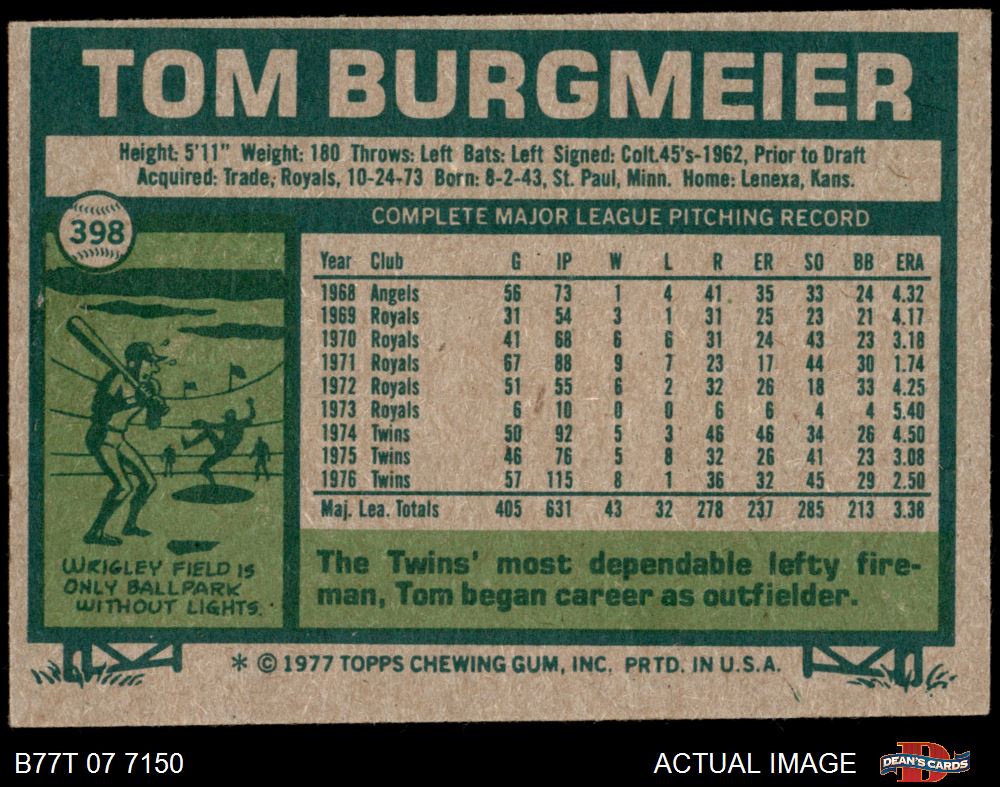 TOM BURGMEIER
Height: 5'11" Weight: 180 Throws: Left Bats: Left Signed: Colt.45's-1962, Prior to Draft
Acquired: Trade, Royals, 10-24-73 Born: 8-2-43, St. Paul, Minn. Home: Lenexa, Kans.
398
COMPLETE MAJOR LEAGUE PITCHING RECORD
Year Club G IP W L R ER SO BB ERA
1968 Angels 56 73 1 4 41 35 33 24 4.32
1969 Royals 31 54 3 1 31 25 23 21 4.17
1970 Royals 41 68 6 6 31 24 43 23 3.18
1971 Royals 67 88 9 7 23 17 44 30 1.74
1972 Royals 51 55 6 2 32 26 18 33 4.25
1973 Royals 6 10 0 0 6 6 4 4 5.40
1974 Twins 50 92 5 3 46 46 34 26 4.50
1975 Twins 46 76 5 8 32 26 41 23 3.08
1976 Twins 57 115 8 1 36 32 45 29 2.50
Maj. Lea. Totals 405 631 43 32 278 237 285 213 3.38
WRIGLEY FIELD IS
ONLY BALLPARK
WITHOUT LIGHTS.
The Twins' most dependable lefty fire-
man, Tom began career as outfielder.
* © 1977 TOPPS CHEWING GUM, INC. PRTD. IN U.S.A.
B77T 07 7150
ACTUAL IMAGE
D
DEAN'S CARDS